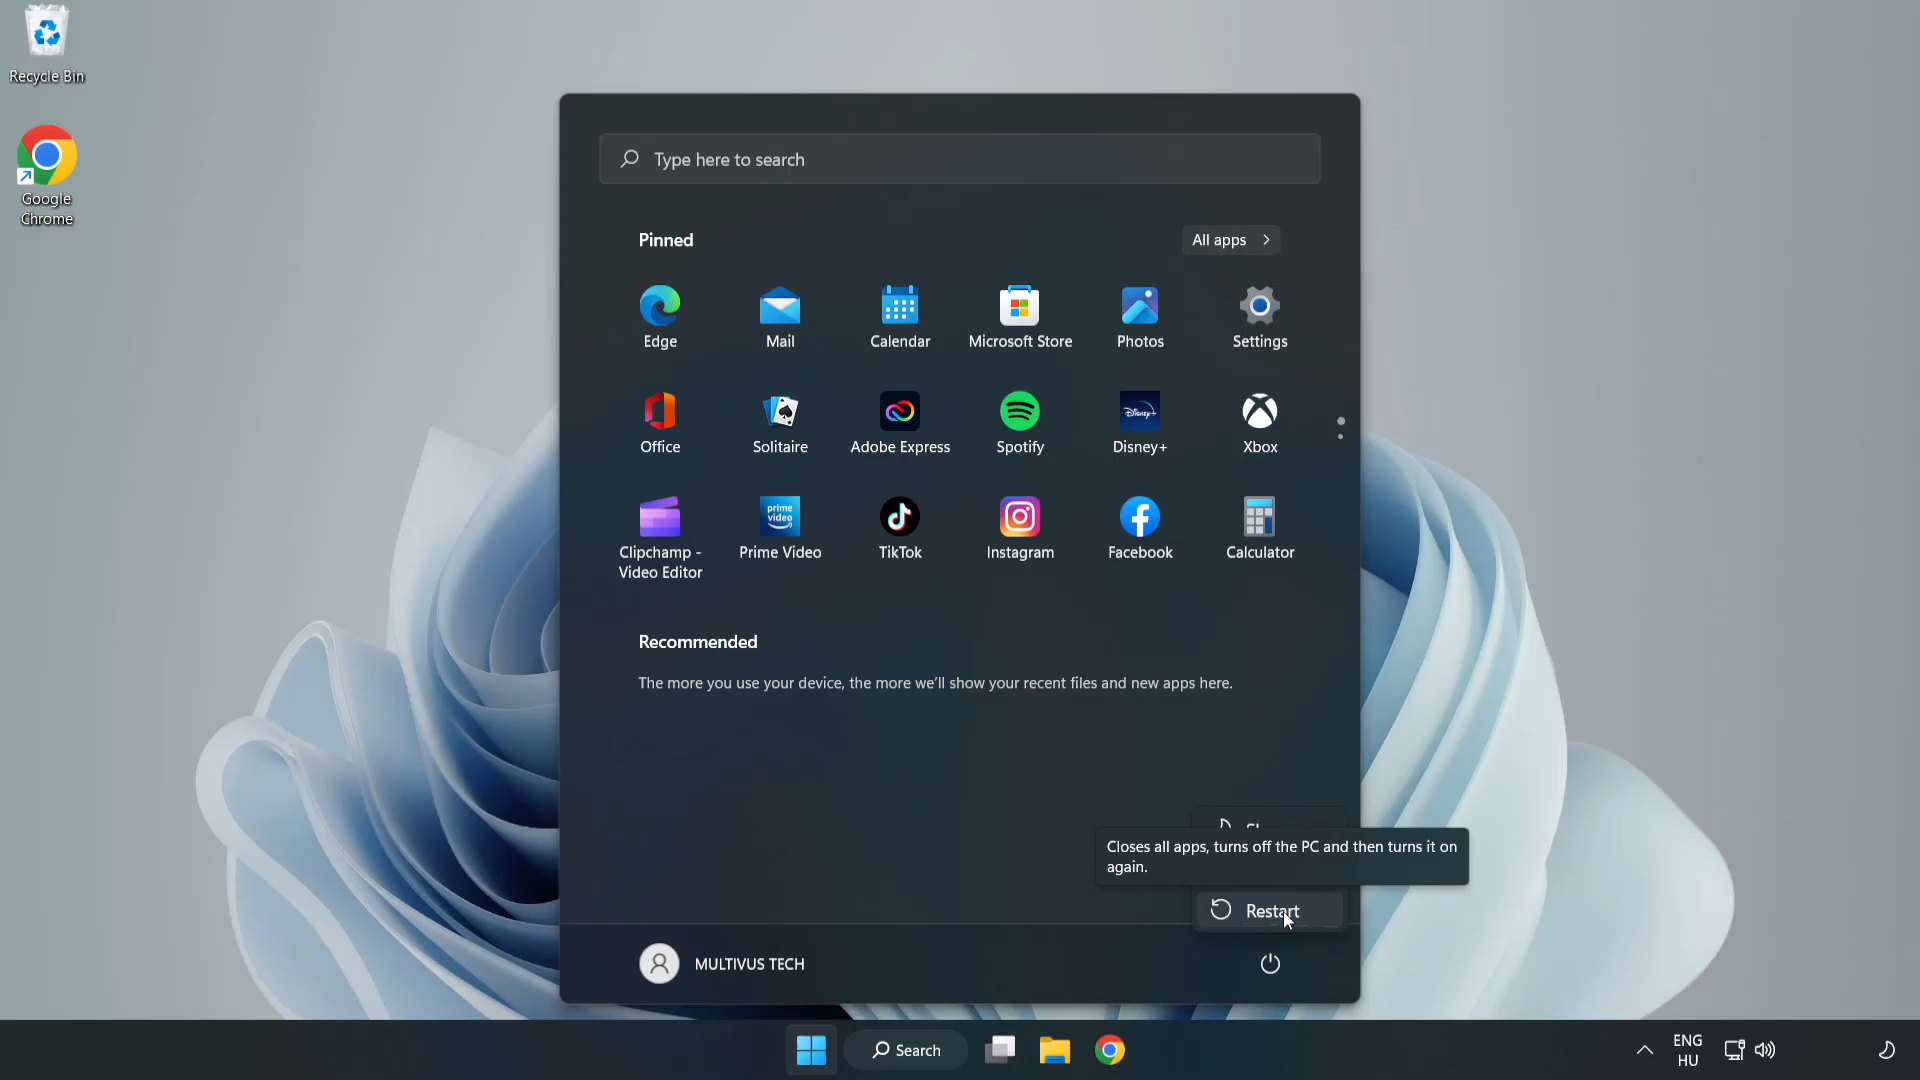 Recycle Bin
Google
Chrome
Type here to search
Pinned
All apps
Edge
Mail
Calendar
Microsoft Store
Photos
Settings
Office
Solitaire
Adobe Express
Spotify
Disney+
Disney+
Xbox
prime
video
Clipchamp -
Video Editor
Prime Video
TikTok
Instagram
Facebook
Calculator
Recommended
The more you use your device, the more we'll show your recent files and new apps here.
Closes all apps, turns off the PC and then turns it on
again.
Restart
MULTIVUS TECH
Search
ENG
HU